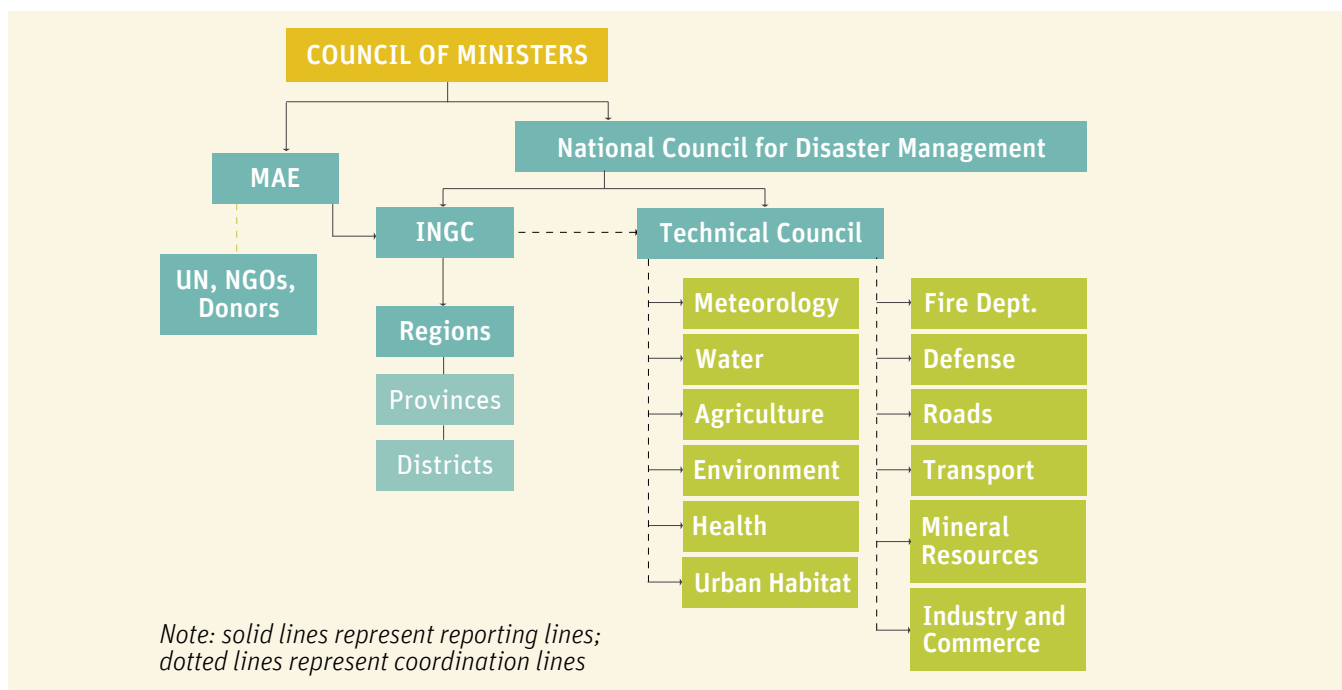 COUNCIL OF MINISTERS
National Council for Disaster Management
MAE
INGC
Technical Council
UN, NGOs,
Donors
Regions
Provinces
Districts
Meteorology
Water
Agriculture
Environment
Health
Urban Habitat
Fire Dept.
Defense
Roads
Transport
Mineral
Resources
Industry and
Commerce
Note: solid lines represent reporting lines;
dotted lines represent coordination lines